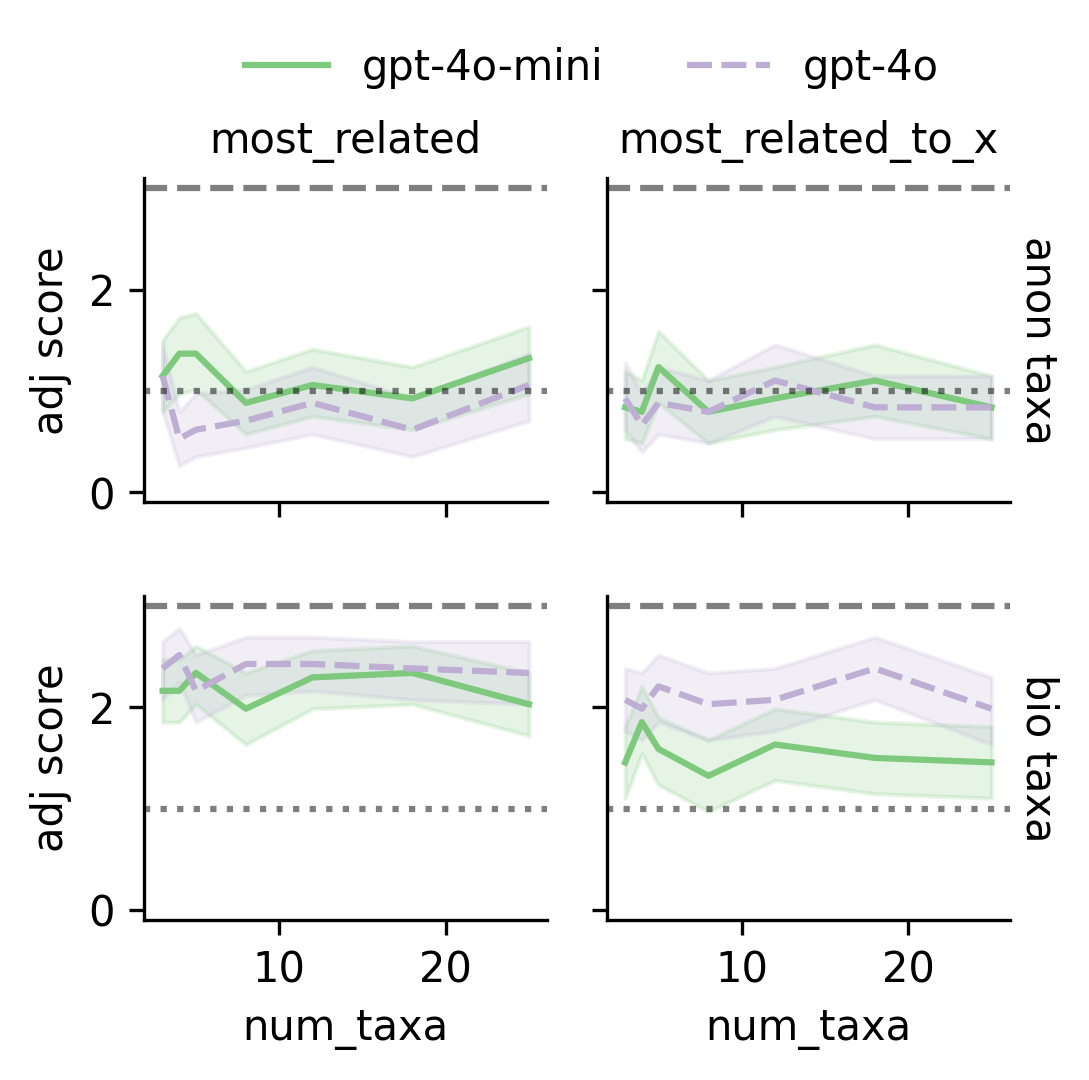 gpt-4o-mini gpt-4o
most_related most_related_to_x
adj score
2
0
anon taxa
adj score
2
0
bio taxa
10 20 10 20
num_taxa num_taxa